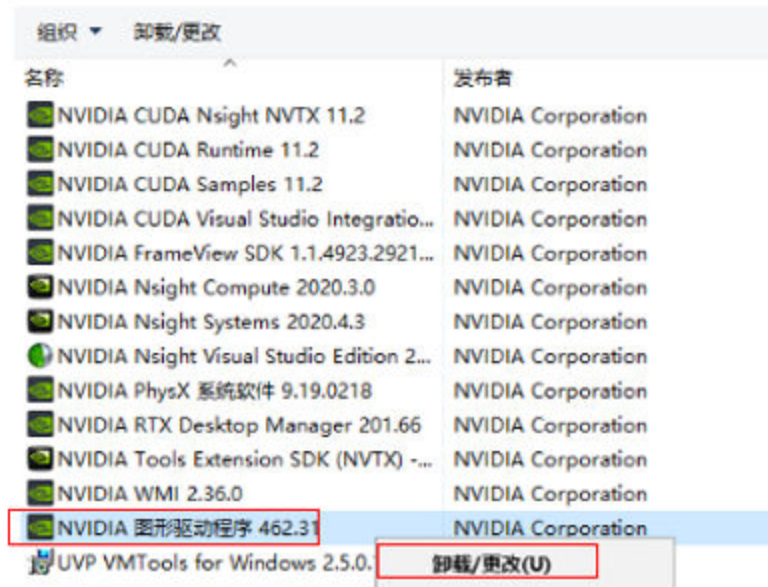 组织 卸载/更改
名称 发布者
NVIDIA CUDA Nsight NVTX 11.2 NVIDIA Corporation
NVIDIA CUDA Runtime 11.2 NVIDIA Corporation
NVIDIA CUDA Samples 11.2 NVIDIA Corporation
NVIDIA CUDA Visual Studio Integratio... NVIDIA Corporation
NVIDIA FrameView SDK 1.1.4923.2921... NVIDIA Corporation
NVIDIA Nsight Compute 2020.3.0 NVIDIA Corporation
NVIDIA Nsight Systems 2020.4.3 NVIDIA Corporation
NVIDIA Nsight Visual Studio Edition 2... NVIDIA Corporation
NVIDIA PhysX 系统软件 9.19.0218 NVIDIA Corporation
NVIDIA RTX Desktop Manager 201.66 NVIDIA Corporation
NVIDIA Tools Extension SDK (NVTX) -... NVIDIA Corporation
NVIDIA WMI 2.36.0 NVIDIA Corporation
NVIDIA 图形驱动程序 462.31 NVIDIA Corporation
UVP VMTools for Windows 2.5.0. 卸载/更改(U)